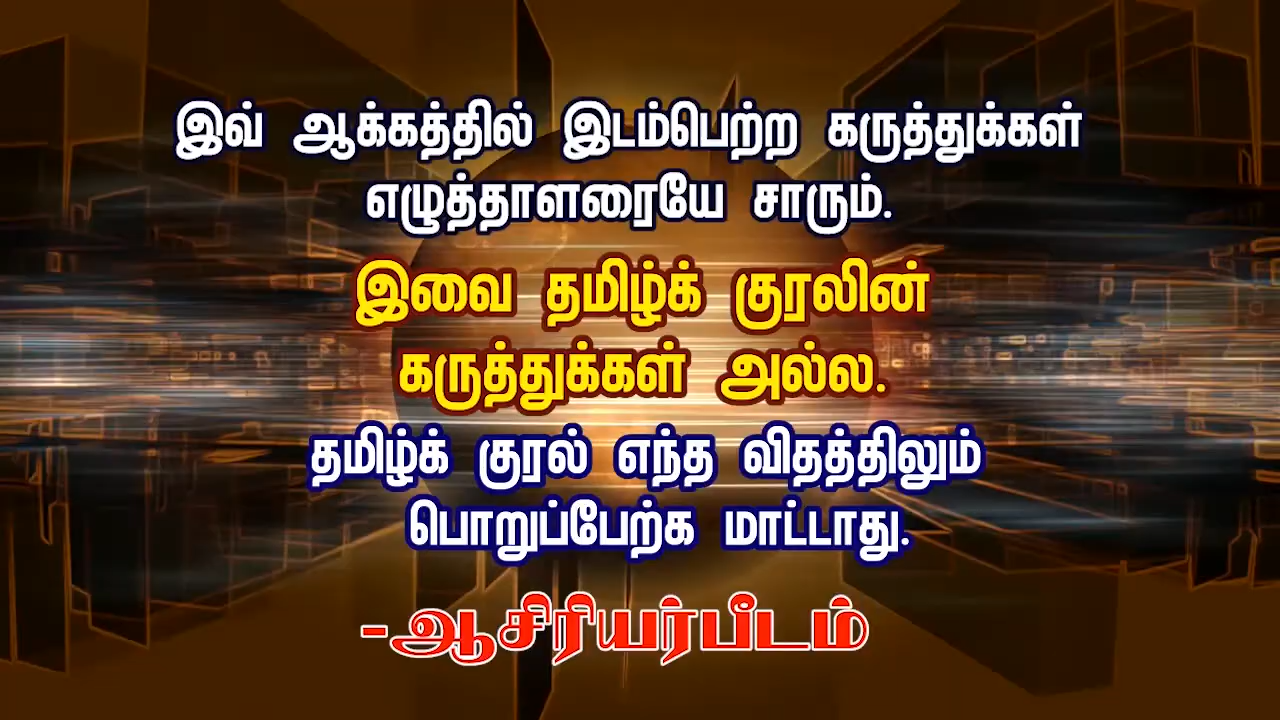 இவ் ஆக்கத்தில் இடம்பெற்ற கருத்துக்கள்
எழுத்தாளரையே சாரும்.
இவை தமிழ்க் குரலின்
கருத்துக்கள் அல்ல.
தமிழ்க் குரல் எந்த விதத்திலும்
பொறுப்பேற்க மாட்டாது.
-ஆசிரியர்பீடம்